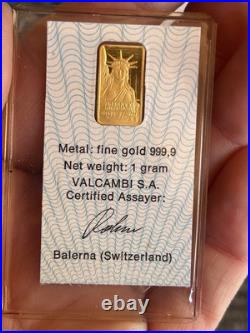 Metal: fine gold 999,9
Net weight: 1 gram
VALCAMBI S.A.
Certified Assayer:
Balerna (Switzerland)